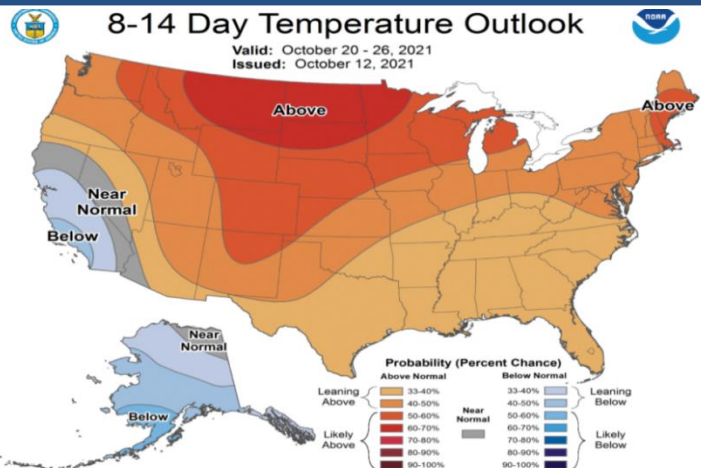 8-14 Day Temperature Outlook
Valid: October 20 - 26, 2021
Issued: October 12, 2021
NOAA
Above
Above
Near
Normal
Below
Near
Normal
Below
Probability (Percent Chance)
Above Normal
Below Normal
Leaning
Above
33-40%
40-50%
50-60%
60-70%
70-80%
80-90%
90-100%
Likely
Above
Near
Normal
33-40%
40-50%
50-60%
60-70%
70-80%
80-90%
90-100%
Leaning
Below
Likely
Below